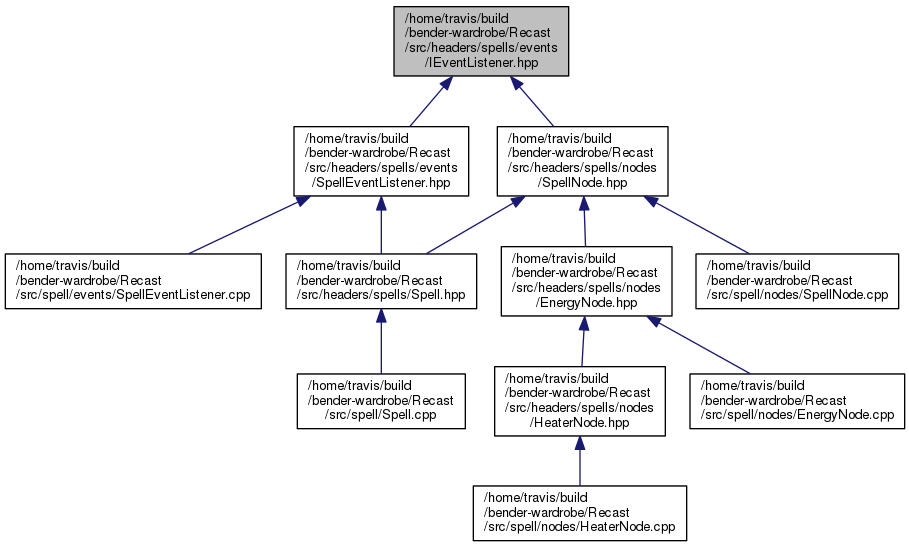 /home/travis/build
/bender-wardrobe/Recast
/src/headers/spells/events
/IEventListener.hpp
/home/travis/build
/bender-wardrobe/Recast
/src/headers/spells/events
/SpellEventListener.hpp
/home/travis/build
/bender-wardrobe/Recast
/src/headers/spells/nodes
/SpellNode.hpp
/home/travis/build
/bender-wardrobe/Recast
/src/spell/events/SpellEventListener.cpp
/home/travis/build
/bender-wardrobe/Recast
/src/headers/spells/Spell.hpp
/home/travis/build
/bender-wardrobe/Recast
/src/headers/spells/nodes
/EnergyNode.hpp
/home/travis/build
/bender-wardrobe/Recast
/src/spell/nodes/SpellNode.cpp
/home/travis/build
/bender-wardrobe/Recast
/src/spell/Spell.cpp
/home/travis/build
/bender-wardrobe/Recast
/src/headers/spells/nodes
/HeaterNode.hpp
/home/travis/build
/bender-wardrobe/Recast
/src/spell/nodes/EnergyNode.cpp
/home/travis/build
/bender-wardrobe/Recast
/src/spell/nodes/HeaterNode.cpp